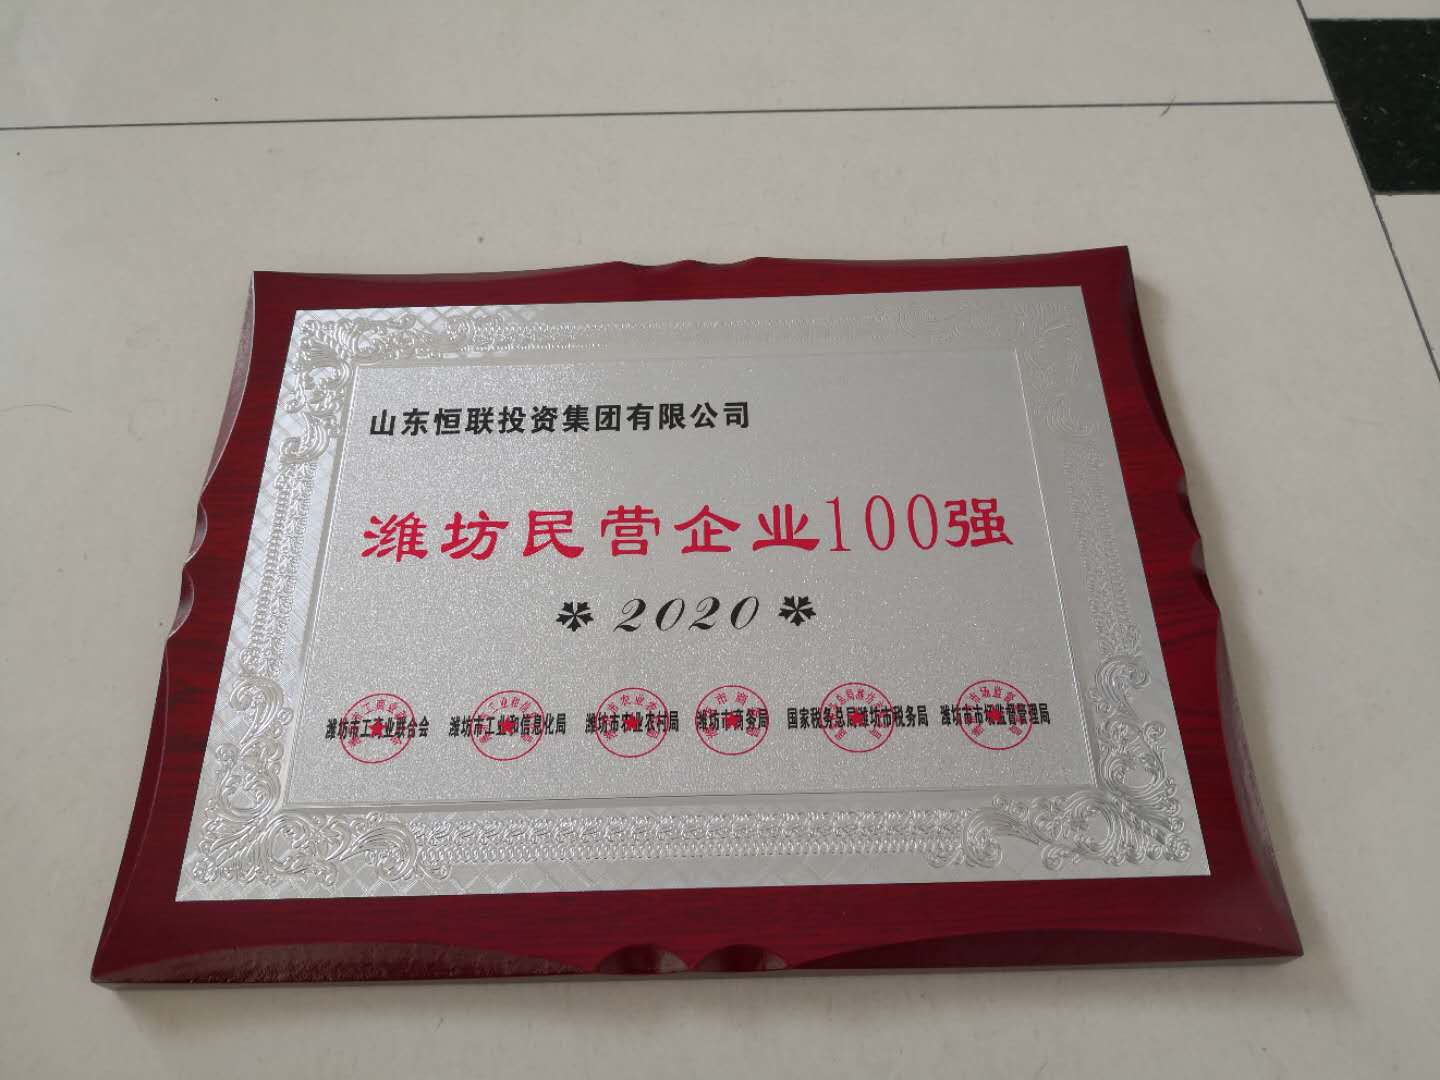 山东恒联投资集团有限公司
潍坊民营企业100强
2020
潍坊市工商业联合会 潍坊市工业和信息化局 潍坊市农业农村局 潍坊市商务局 国家税务总局潍坊市税务局 潍坊市市场监督管理局